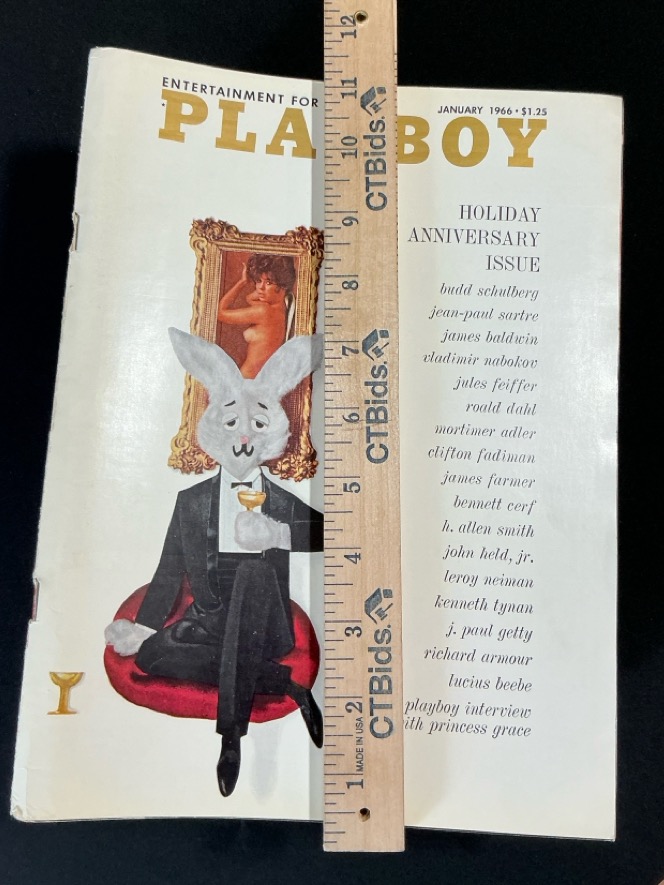 ENTERTAINMENT FOR
JANUARY 1966 • $1.25
PLA BOY
HOLIDAY
ANNIVERSARY
ISSUE
budd schulberg
jean-paul sartre
james baldwin
vladimir nabokov
jules feiffer
roald dahl
mortimer adler
clifton fadiman
james farmer
bennett cerf
h. allen smith
john held, jr.
leroy neiman
kenneth tynan
j. paul getty
richard armour
lucius beebe
playboy interview
ith princess grace
12
11
10
9
8
7
6
5
4
3
2
1
CTBids.
CTBids.
CTBids.
MADE IN USA